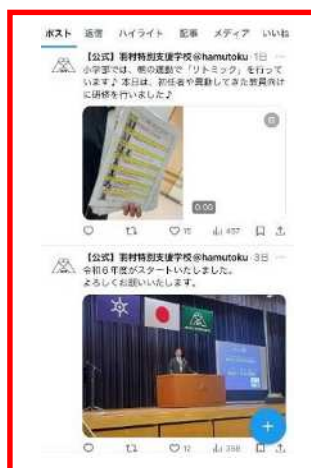 ポスト 返信 ハイライト 記事 メディア いいね
【公式】羽村特別支援学校@hamutoku・1日 …
小学部では、朝の運動で「リトミック」を行って
います♪ 本日は、初任者や異動してきた教員向け
に研修を行いました♪
0:00
15 457
【公式】羽村特別支援学校@hamutoku・3日 …
令和6年度がスタートいたしました。
よろしくお願いいたします。
12 358